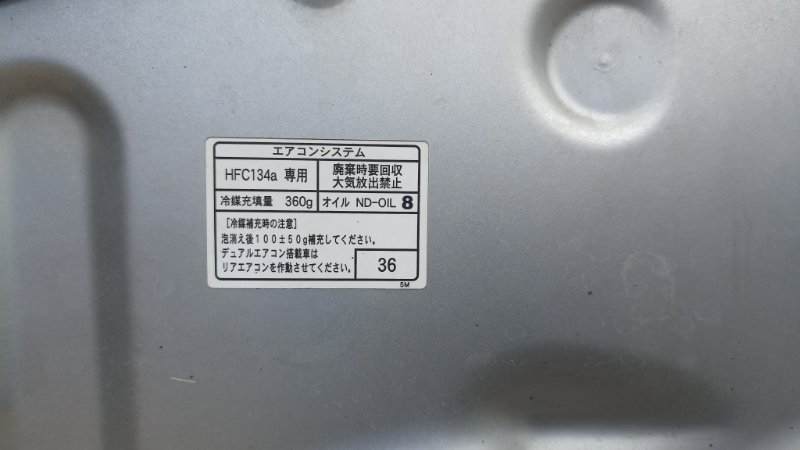 エアコンシステム
HFC134a 専用
廃棄時要回収
大気放出禁止
冷媒充填量 360g
オイル ND-OIL 8
［冷媒補充時の注意］
泡消え後100±50g補充してください。
デュアルエアコン搭載車は
リアエアコンを作動させてください。
36
5M